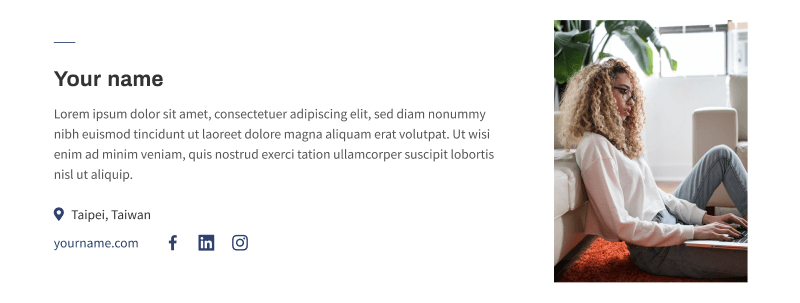 Your name
Lorem ipsum dolor sit amet, consectetuer adipiscing elit, sed diam nonummy
nibh euismod tincidunt ut laoreet dolore magna aliquam erat volutpat. Ut wisi
enim ad minim veniam, quis nostrud exerci tation ullamcorper suscipit lobortis
nisl ut aliquip.
Taipei, Taiwan
yourname.com